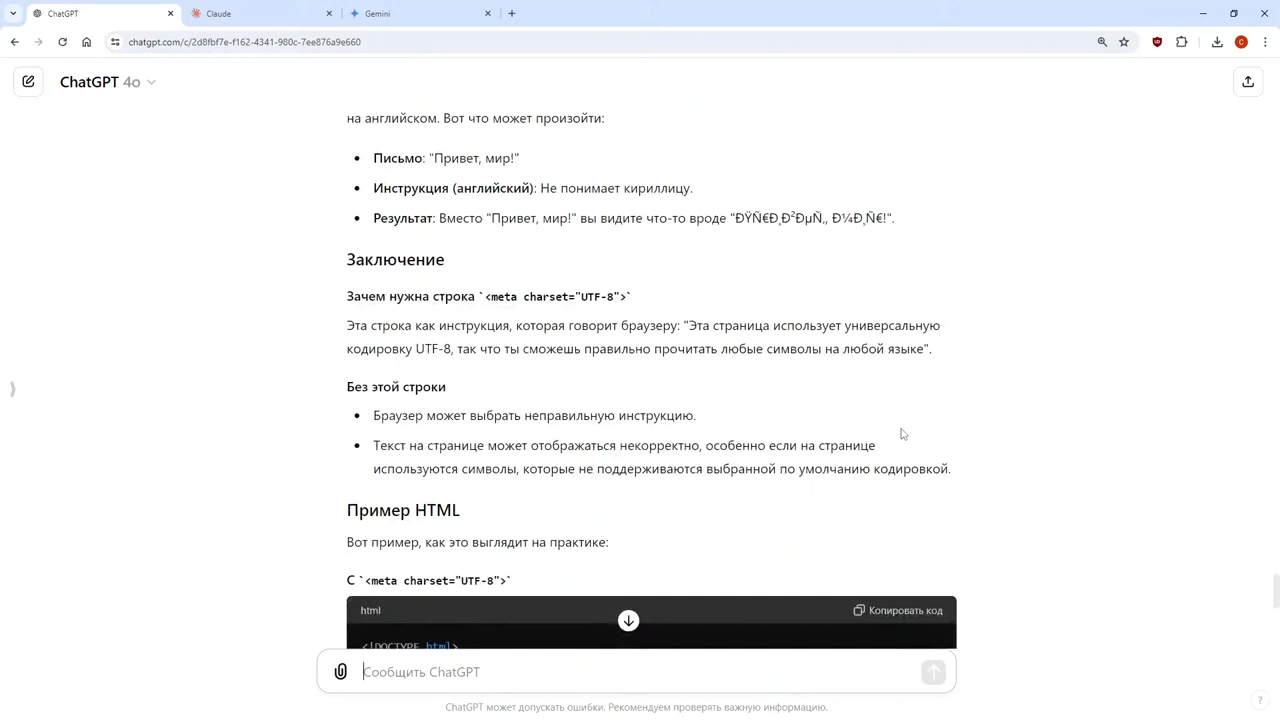 ChatGPT
Claude
Gemini
chatgpt.com/c/2d8fbf7e-f162-4341-980c-7ee876a9e660
ChatGPT 4o
на английском. Вот что может произойти:
Письмо: "Привет, мир!"
Инструкция (английский): Не понимает кириллицу.
Результат: Вместо "Привет, мир!" вы видите что-то вроде "ÐŸÑ€Ð¸Ð²ÐµÑ‚, Ð¼Ð¸Ñ€!".
Заключение
Зачем нужна строка `<meta charset="UTF-8">`
Эта строка как инструкция, которая говорит браузеру: "Эта страница использует универсальную
кодировку UTF-8, так что ты сможешь правильно прочитать любые символы на любой языке".
Без этой строки
Браузер может выбрать неправильную инструкцию.
Текст на странице может отображаться некорректно, особенно если на странице
используются символы, которые не поддерживаются выбранной по умолчанию кодировкой.
Пример HTML
Вот пример, как это выглядит на практике:
С `<meta charset="UTF-8">`
html
Копировать код
<!DOCTYPE html>
Сообщить ChatGPT
ChatGPT может допускать ошибки. Рекомендуем проверять важную информацию.
?